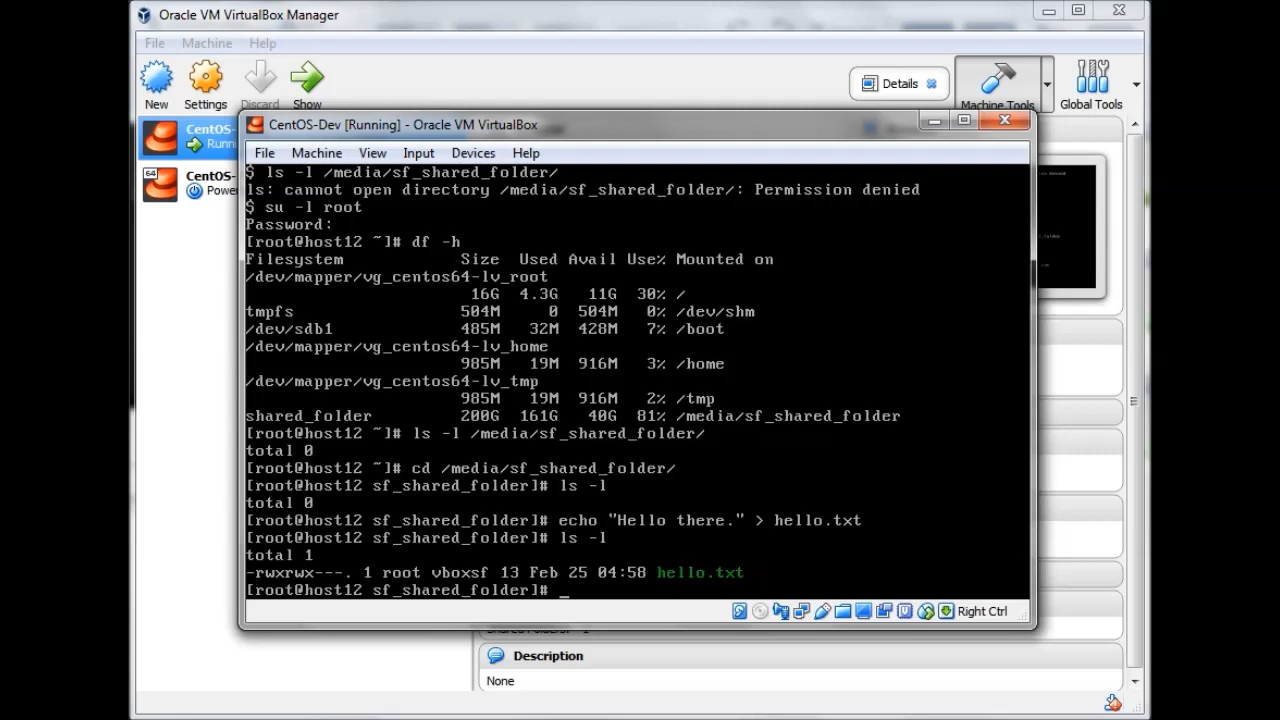 Oracle VM VirtualBox Manager
File Machine Help
New Settings Discard Show
Details
Machine Tools
Global Tools
CentOS-
Runni
64
CentOS-
Power
CentOS-Dev [Running] - Oracle VM VirtualBox
File Machine View Input Devices Help
$ ls -l /media/sf_shared_folder/
ls: cannot open directory /media/sf_shared_folder/: Permission denied
$ su -l root
Password:
[root@host12 ~]# df -h
Filesystem Size Used Avail Use% Mounted on
/dev/mapper/vg_centos64-lv_root
16G 4.3G 11G 30% /
tmpfs 504M 0 504M 0% /dev/shm
/dev/sdb1 485M 32M 428M 7% /boot
/dev/mapper/vg_centos64-lv_home
985M 19M 916M 3% /home
/dev/mapper/vg_centos64-lv_tmp
985M 19M 916M 2% /tmp
shared_folder 200G 161G 40G 81% /media/sf_shared_folder
[root@host12 ~]# ls -l /media/sf_shared_folder/
total 0
[root@host12 ~]# cd /media/sf_shared_folder/
[root@host12 sf_shared_folder]# ls -l
total 0
[root@host12 sf_shared_folder]# echo "Hello there." > hello.txt
[root@host12 sf_shared_folder]# ls -l
total 1
-rwxrwx---. 1 root vboxsf 13 Feb 25 04:58 hello.txt
[root@host12 sf_shared_folder]# _
Right Ctrl
Description
None